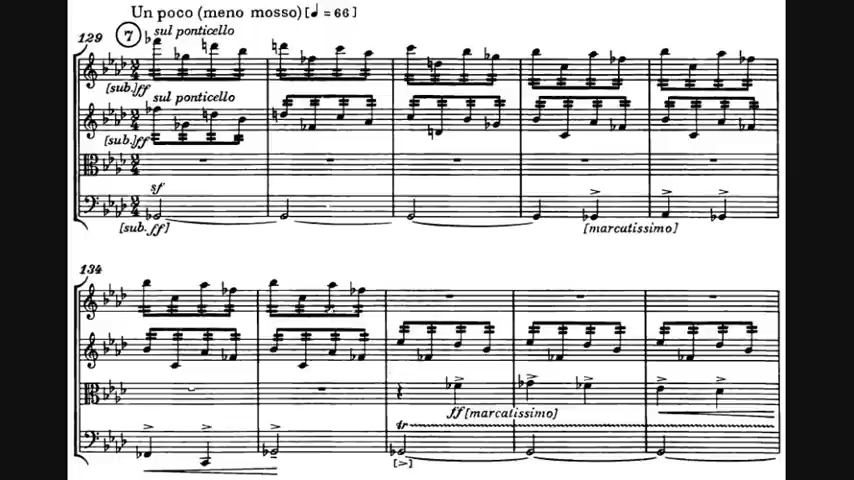 Un poco (meno mosso) [♩ = 66]
129
7 sul ponticello
[sub.] ff
sul ponticello
[sub.] ff
sf
[sub. ff]
[marcatissimo]
134
ff [marcatissimo]
tr
[>]